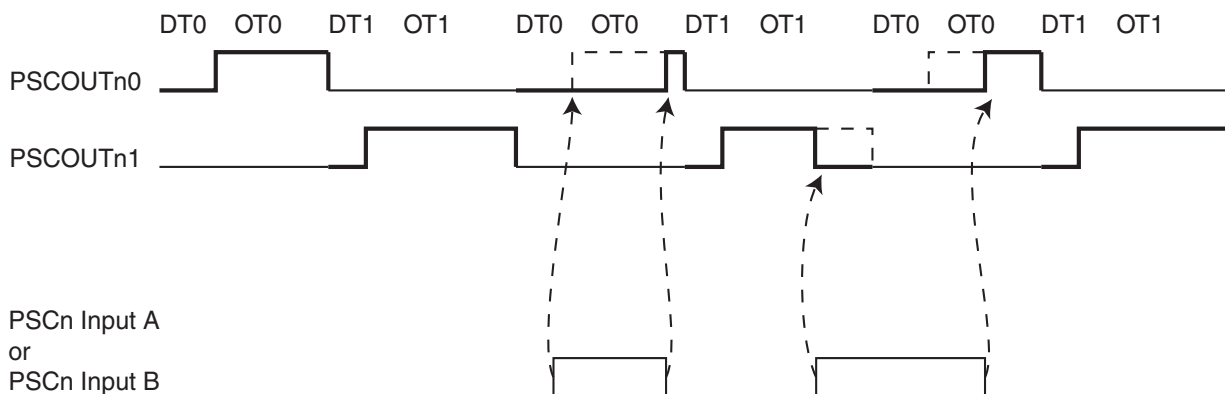 DT0 OT0 DT1 OT1 DT0 OT0 DT1 OT1 DT0 OT0 DT1 OT1
PSCOUTn0
PSCOUTn1
PSCn Input A
or
PSCn Input B